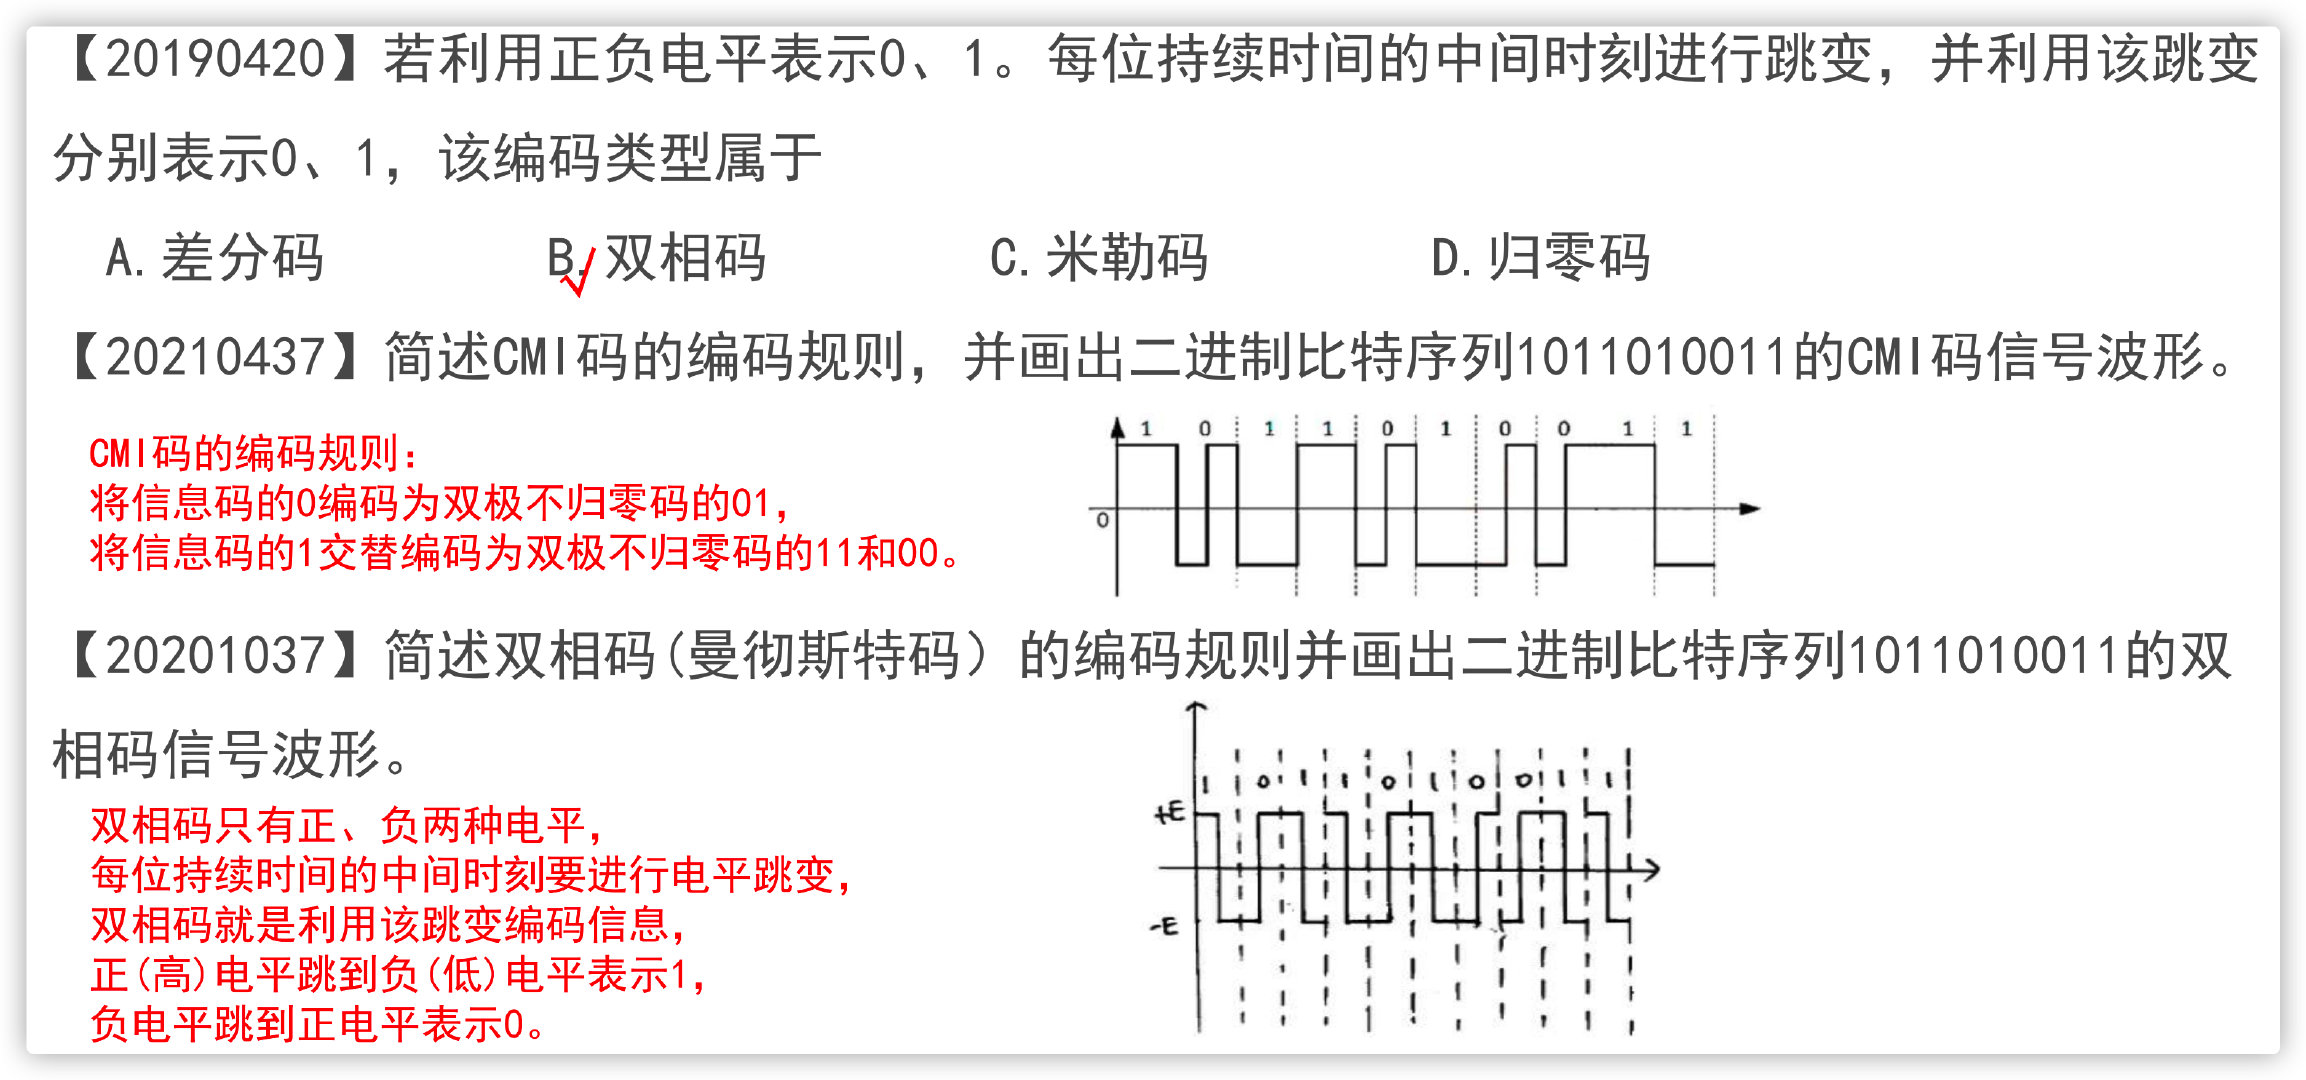 【20190420】若利用正负电平表示0、1。每位持续时间的中间时刻进行跳变，并利用该跳变
分别表示0、1，该编码类型属于
A.差分码 B.双相码 C.米勒码 D.归零码
【20210437】简述CMI码的编码规则，并画出二进制比特序列1011010011的CMI码信号波形。
CMI码的编码规则：
将信息码的0编码为双极不归零码的01，
将信息码的1交替编码为双极不归零码的11和00。
1 0 1 1 0 1 0 0 1 1
0
【20201037】简述双相码(曼彻斯特码）的编码规则并画出二进制比特序列1011010011的双
相码信号波形。
双相码只有正、负两种电平，
每位持续时间的中间时刻要进行电平跳变，
双相码就是利用该跳变编码信息，
正(高)电平跳到负(低)电平表示1，
负电平跳到正电平表示0。
1 0 1 1 0 1 0 0 1 1
+E
-E